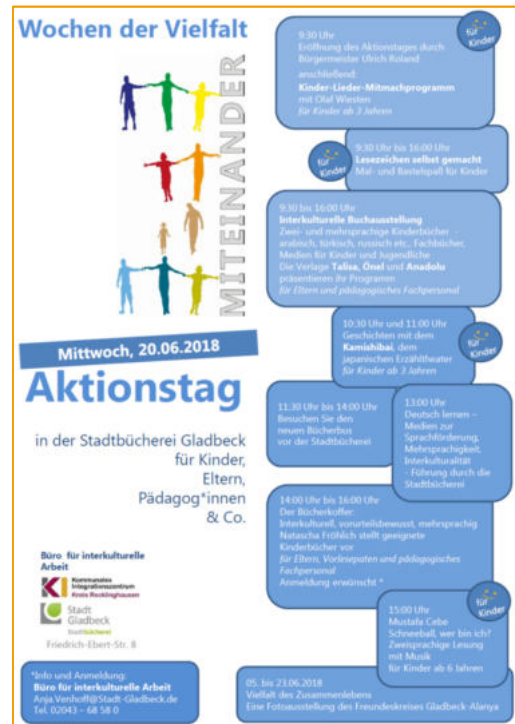 Wochen der Vielfalt
MITEINANDER
Mittwoch, 20.06.2018
Aktionstag
in der Stadtbücherei Gladbeck
für Kinder,
Eltern,
Pädagog*innen
& Co.
Büro für interkulturelle
Arbeit
KI Kommunales
Integrationszentrum
Kreis Recklinghausen
Stadt
Gladbeck
Stadtbücherei
Friedrich-Ebert-Str. 8
*Info und Anmeldung:
Büro für interkulturelle Arbeit
Anja.Venhoff@Stadt-Gladbeck.de
Tel. 02043 – 68 58 0
für
Kinder
9:30 Uhr
Eröffnung des Aktionstages durch
Bürgermeister Ulrich Roland
anschließend:
Kinder-Lieder-Mitmachprogramm
mit Olaf Wiesten
für Kinder ab 3 Jahren
für
Kinder
9:30 Uhr bis 16:00 Uhr
Lesezeichen selbst gemacht
Mal- und Bastelspaß für Kinder
9:30 bis 16:00 Uhr
Interkulturelle Buchausstellung
Zwei- und mehrsprachige Kinderbücher -
arabisch, türkisch, russisch etc., Fachbücher,
Medien für Kinder und Jugendliche
Die Verlage Talisa, Önel und Anadolu
präsentieren ihr Programm
für Eltern und pädagogisches Fachpersonal
10:30 Uhr und 11:00 Uhr
Geschichten mit dem
Kamishibai, dem
japanischen Erzähltheater
für Kinder ab 3 Jahren
für
Kinder
11:30 Uhr bis 14:00 Uhr
Besuchen Sie den
neuen Bücherbus
vor der Stadtbücherei
13:00 Uhr
Deutsch lernen –
Medien zur
Sprachförderung,
Mehrsprachigkeit,
Interkulturalität
- Führung durch die
Stadtbücherei
14:00 Uhr bis 16:00 Uhr
Der Bücherkoffer:
Interkulturell, vorurteilsbewusst, mehrsprachig
Natascha Fröhlich stellt geeignete
Kinderbücher vor
für Eltern, Vorlesepaten und pädagogisches
Fachpersonal
Anmeldung erwünscht *
für
Kinder
15:00 Uhr
Mustafa Cebe
Schneeball, wer bin ich?
Zweisprachige Lesung
mit Musik
für Kinder ab 6 Jahren
05. bis 23.06.2018
Vielfalt des Zusammenlebens
Eine Fotoausstellung des Freundeskreises Gladbeck-Alanya